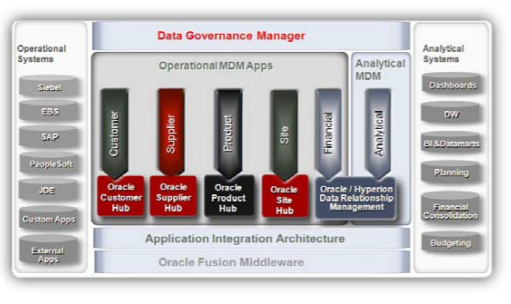 Data Governance Manager
Operational
Systems
Siebel
EBS
SAP
PeopleSoft
JDE
Custom Apps
External
Apps
Operational MDM Apps
Customer
Supplier
Product
Site
Financial
Oracle
Customer
Hub
Oracle
Supplier
Hub
Oracle
Product
Hub
Oracle
Site
Hub
Analytical
MDM
Analytical
Oracle / Hyperion
Data Relationship
Management
Application Integration Architecture
Oracle Fusion Middleware
Analytical
Systems
Dashboards
DW
BI &Datamarts
Planning
Financial
Consolidation
Budgeting